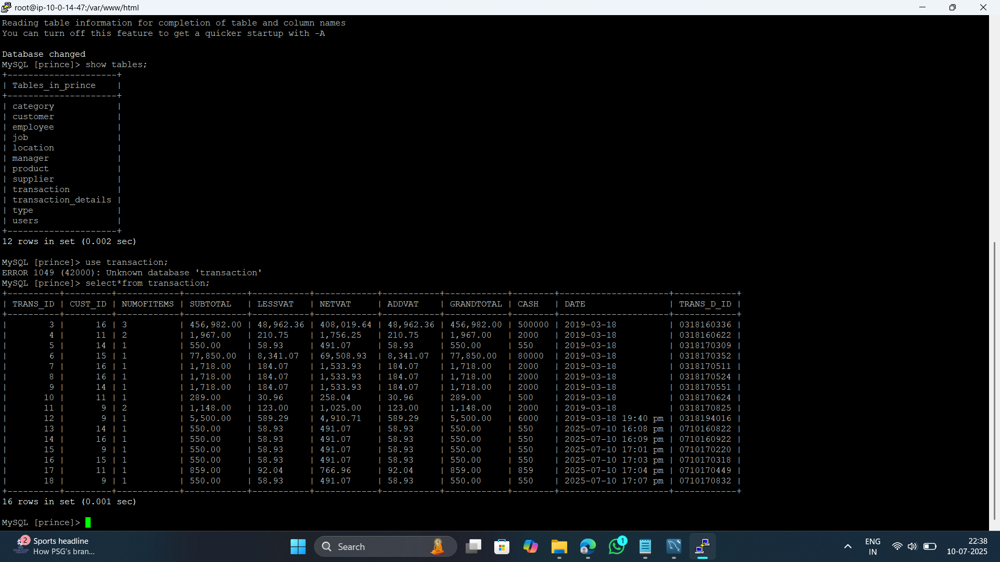 root@ip-10-0-14-47:/var/www/html
Reading table information for completion of table and column names
You can turn off this feature to get a quicker startup with -A

Database changed
MySQL [prince]> show tables;
+---------------------+
| Tables_in_prince    |
+---------------------+
| category            |
| customer            |
| employee            |
| job                 |
| location            |
| manager             |
| product             |
| supplier            |
| transaction         |
| transaction_details |
| type                |
| users               |
+---------------------+
12 rows in set (0.002 sec)

MySQL [prince]> use transaction;
ERROR 1049 (42000): Unknown database 'transaction'
MySQL [prince]> select*from transaction;
+----------+---------+------------+------------+-----------+------------+-----------+------------+--------+---------------------+------------+
| TRANS_ID | CUST_ID | NUMOFITEMS | SUBTOTAL   | LESSVAT   | NETVAT     | ADDVAT    | GRANDTOTAL | CASH   | DATE                | TRANS_D_ID |
+----------+---------+------------+------------+-----------+------------+-----------+------------+--------+---------------------+------------+
|        3 |      16 | 3          | 456,982.00 | 48,962.36 | 408,019.64 | 48,962.36 | 456,982.00 | 500000 | 2019-03-18          | 0318160336 |
|        4 |      11 | 2          | 1,967.00   | 210.75    | 1,756.25   | 210.75    | 1,967.00   | 2000   | 2019-03-18          | 0318160622 |
|        5 |      14 | 1          | 550.00     | 58.93     | 491.07     | 58.93     | 550.00     | 550    | 2019-03-18          | 0318170309 |
|        6 |      15 | 1          | 77,850.00  | 8,341.07  | 69,508.93  | 8,341.07  | 77,850.00  | 80000  | 2019-03-18          | 0318170352 |
|        7 |      16 | 1          | 1,718.00   | 184.07    | 1,533.93   | 184.07    | 1,718.00   | 2000   | 2019-03-18          | 0318170511 |
|        8 |      16 | 1          | 1,718.00   | 184.07    | 1,533.93   | 184.07    | 1,718.00   | 2000   | 2019-03-18          | 0318170524 |
|        9 |      14 | 1          | 1,718.00   | 184.07    | 1,533.93   | 184.07    | 1,718.00   | 2000   | 2019-03-18          | 0318170551 |
|       10 |      11 | 1          | 289.00     | 30.96     | 258.04     | 30.96     | 289.00     | 500    | 2019-03-18          | 0318170624 |
|       11 |       9 | 2          | 1,148.00   | 123.00    | 1,025.00   | 123.00    | 1,148.00   | 2000   | 2019-03-18          | 0318170825 |
|       12 |       9 | 1          | 5,500.00   | 589.29    | 4,910.71   | 589.29    | 5,500.00   | 6000   | 2019-03-18 19:40 pm | 0318194016 |
|       13 |      14 | 1          | 550.00     | 58.93     | 491.07     | 58.93     | 550.00     | 550    | 2025-07-10 16:08 pm | 0710160822 |
|       14 |      16 | 1          | 550.00     | 58.93     | 491.07     | 58.93     | 550.00     | 550    | 2025-07-10 16:09 pm | 0710160922 |
|       15 |       9 | 1          | 550.00     | 58.93     | 491.07     | 58.93     | 550.00     | 550    | 2025-07-10 17:01 pm | 0710170220 |
|       16 |      15 | 1          | 550.00     | 58.93     | 491.07     | 58.93     | 550.00     | 550    | 2025-07-10 17:03 pm | 0710170318 |
|       17 |      11 | 1          | 859.00     | 92.04     | 766.96     | 92.04     | 859.00     | 859    | 2025-07-10 17:04 pm | 0710170449 |
|       18 |       9 | 1          | 550.00     | 58.93     | 491.07     | 58.93     | 550.00     | 550    | 2025-07-10 17:07 pm | 0710170832 |
+----------+---------+------------+------------+-----------+------------+-----------+------------+--------+---------------------+------------+
16 rows in set (0.001 sec)

MySQL [prince]>
2
Sports headline
How PSG's bran...
Search
1
ENG
IN
22:38
10-07-2025